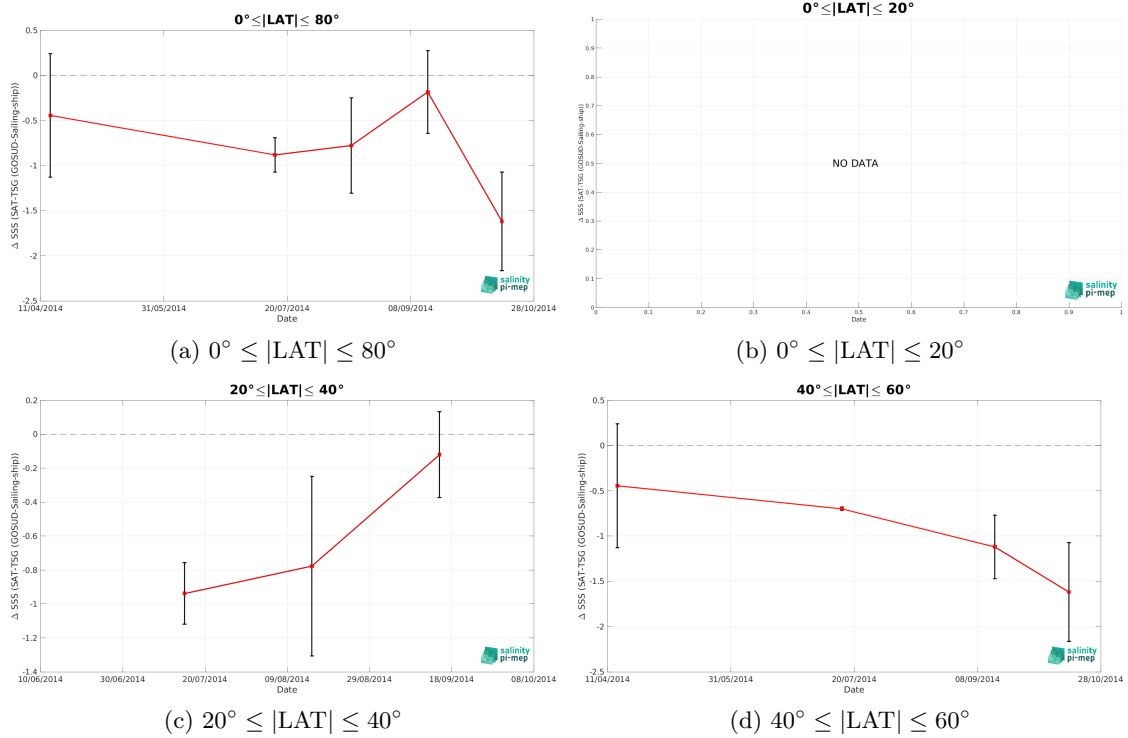 0°≤|LAT|≤ 80°
Δ SSS (SAT-TSG (GOSUD-Sailing-ship))
0.5
0
-0.5
-1
-1.5
-2
-2.5
11/04/2014 31/05/2014 20/07/2014 08/09/2014 28/10/2014
Date
salinity
pi-mep
(a) 0° ≤ |LAT| ≤ 80°
0°≤|LAT|≤ 20°
Δ SSS (SAT-TSG (GOSUD-Sailing-ship))
1
0.9
0.8
0.7
0.6
0.5
0.4
0.3
0.2
0.1
0
NO DATA
0 0.1 0.2 0.3 0.4 0.5 0.6 0.7 0.8 0.9 1
Date
salinity
pi-mep
(b) 0° ≤ |LAT| ≤ 20°
20°≤|LAT|≤ 40°
Δ SSS (SAT-TSG (GOSUD-Sailing-ship))
0.2
0
-0.2
-0.4
-0.6
-0.8
-1
-1.2
-1.4
10/06/2014 30/06/2014 20/07/2014 09/08/2014 29/08/2014 18/09/2014 08/10/2014
Date
salinity
pi-mep
(c) 20° ≤ |LAT| ≤ 40°
40°≤|LAT|≤ 60°
Δ SSS (SAT-TSG (GOSUD-Sailing-ship))
0.5
0
-0.5
-1
-1.5
-2
-2.5
11/04/2014 31/05/2014 20/07/2014 08/09/2014 28/10/2014
Date
salinity
pi-mep
(d) 40° ≤ |LAT| ≤ 60°